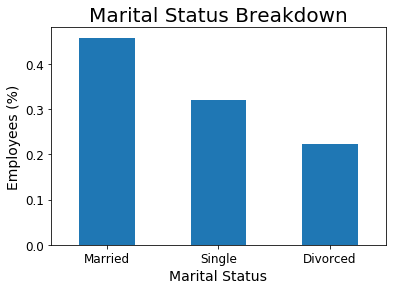 Marital Status Breakdown
Employees (%)
0.4
0.3
0.2
0.1
0.0
Married Single Divorced
Marital Status